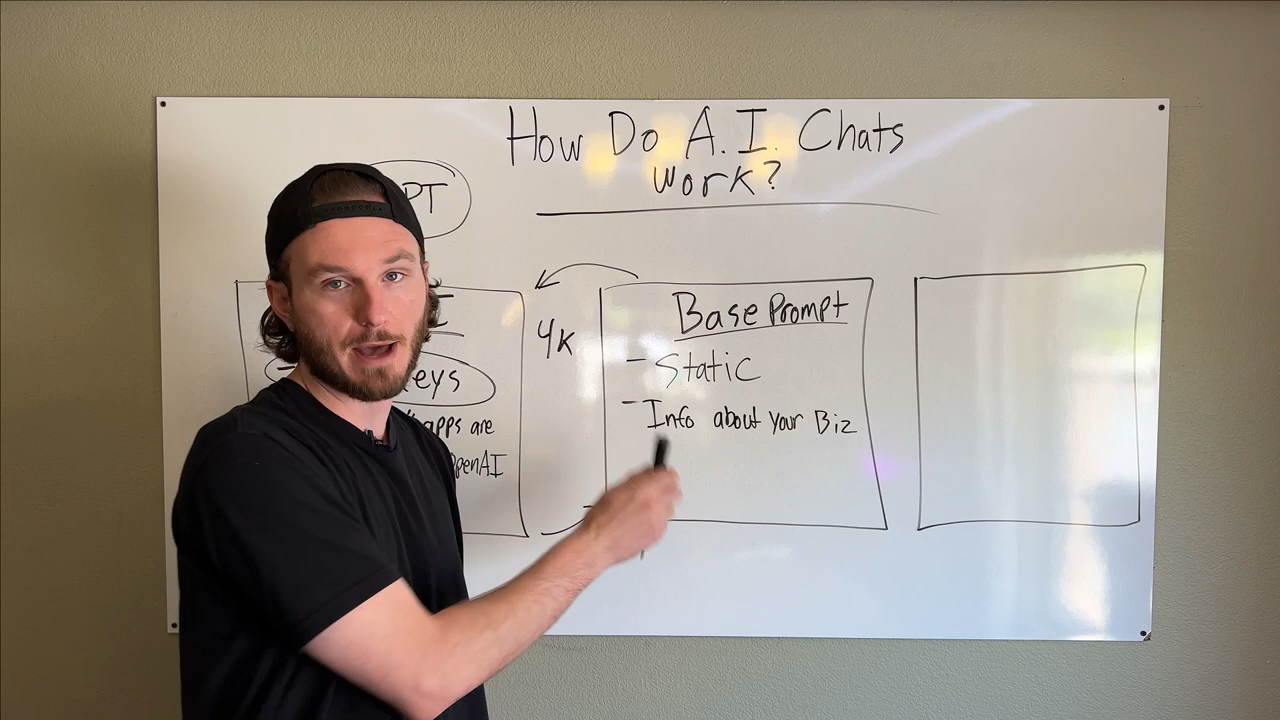 How Do A.I. Chats
Work?
PT
eys
apps are
OpenAI
4K
Base Prompt
- Static
- Info about your Biz